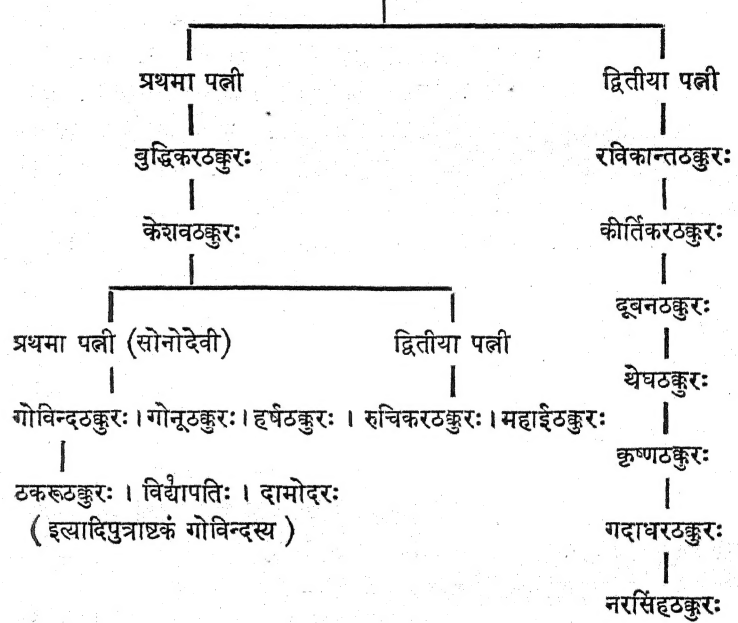 प्रथमा पत्नी द्वितीया पत्नी
बुद्धिकरठक्कुरः रविकान्तठक्कुरः
केशवठक्कुरः कीर्तिकरठक्कुरः
दूबनठक्कुरः
प्रथमा पत्नी (सोनोदेवी) द्वितीया पत्नी
थेघठक्कुरः
गोविन्दठक्कुरः । गोनूठक्कुरः । हर्षठक्कुरः । रुचिकरठक्कुरः । महाईठक्कुरः
कृष्णठक्कुरः
ठकरूठक्कुरः । विद्यापतिः । दामोदरः
( इत्यादिपुत्राष्टकं गोविन्दस्य ) गदाधरठक्कुरः
नरसिंहठक्कुरः